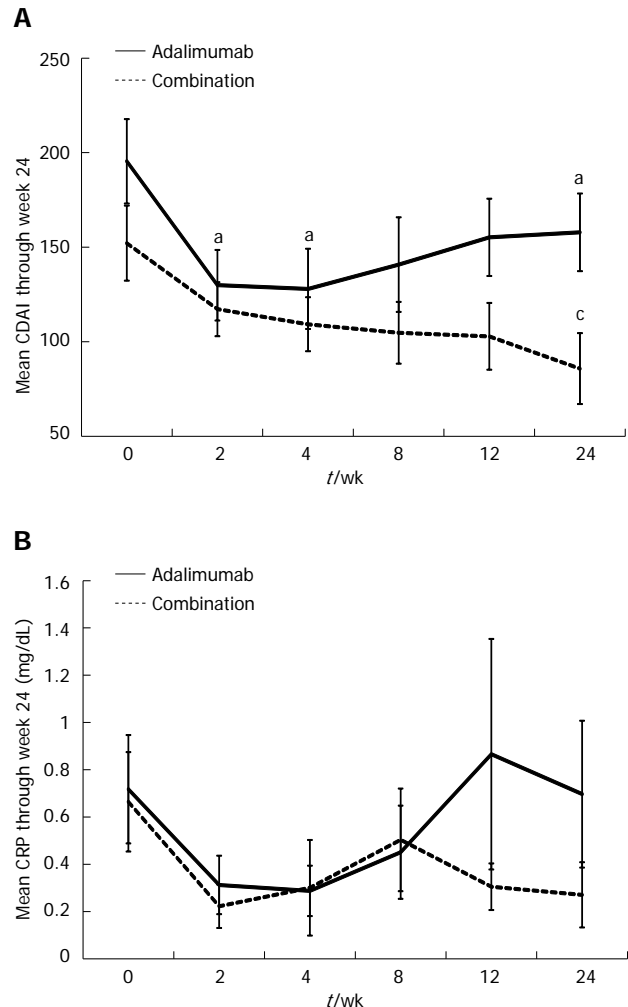 A
Adalimumab
Combination
Mean CDAI through week 24
250
200
150
100
50
a
a
a
c
0 2 4 8 12 24
t/wk
B
Adalimumab
Combination
Mean CRP through week 24 (mg/dL)
1.6
1.4
1.2
1
0.8
0.6
0.4
0.2
0
0 2 4 8 12 24
t/wk